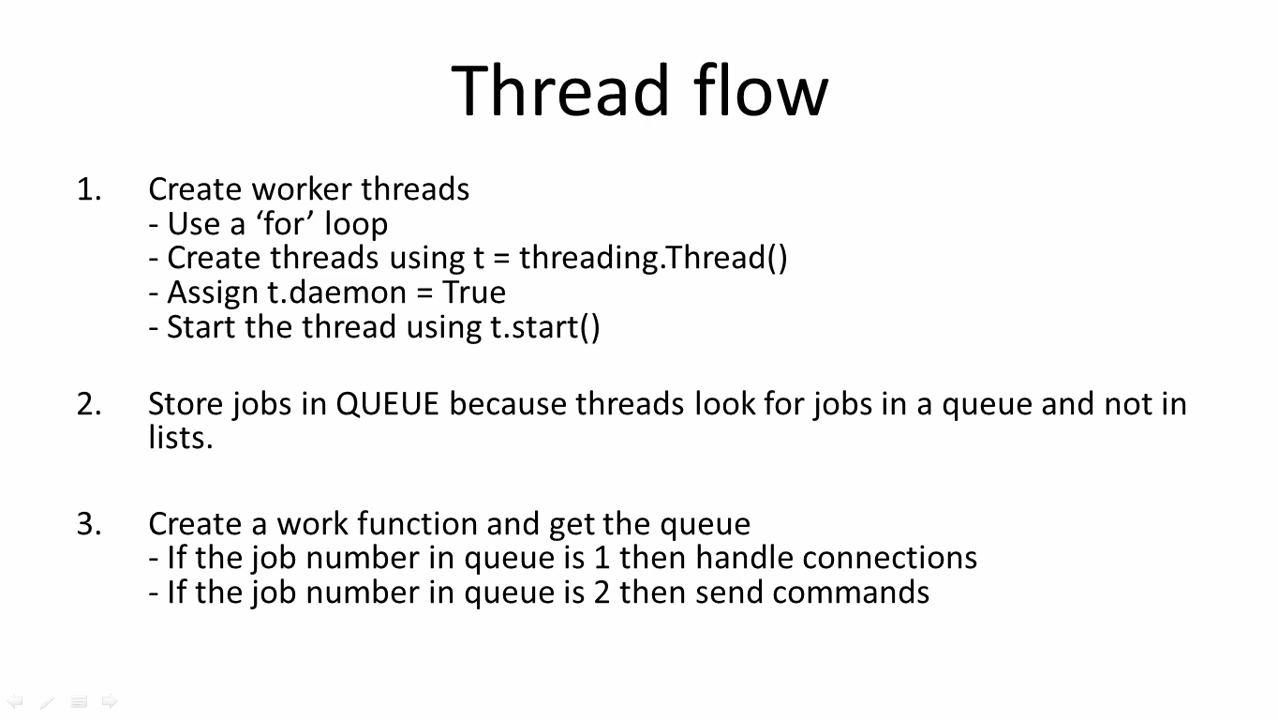 Thread flow
1. Create worker threads
- Use a ‘for’ loop
- Create threads using t = threading.Thread()
- Assign t.daemon = True
- Start the thread using t.start()
2. Store jobs in QUEUE because threads look for jobs in a queue and not in
lists.
3. Create a work function and get the queue
- If the job number in queue is 1 then handle connections
- If the job number in queue is 2 then send commands